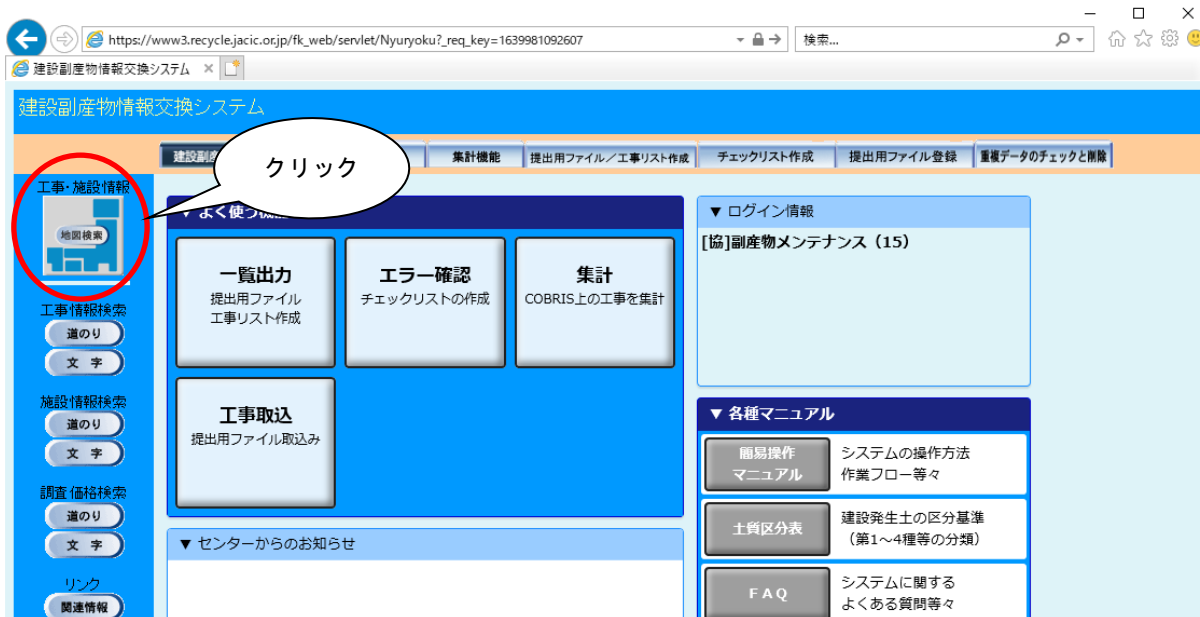 https://www3.recycle.jacic.or.jp/fk_web/servlet/Nyuryoku?_req_key=1639981092607
検索...
建設副産物情報交換システム
建設副産物情報交換システム
建設副
集計機能
提出用ファイル／工事リスト作成
チェックリスト作成
提出用ファイル登録
重複データのチェックと削除
クリック
工事・施設情報
地図検索
工事情報検索
道のり
文 字
施設情報検索
道のり
文 字
調査価格検索
道のり
文 字
リンク
関連情報
▼ よく使う機能
一覧出力
提出用ファイル
工事リスト作成
エラー確認
チェックリストの作成
集計
COBRIS上の工事を集計
工事取込
提出用ファイル取込み
▼ センターからのお知らせ
▼ ログイン情報
[協]副産物メンテナンス（15）
▼ 各種マニュアル
簡易操作
マニュアル
システムの操作方法
作業フロー等々
土質区分表
建設発生土の区分基準
（第1～4種等の分類）
ＦＡＱ
システムに関する
よくある質問等々